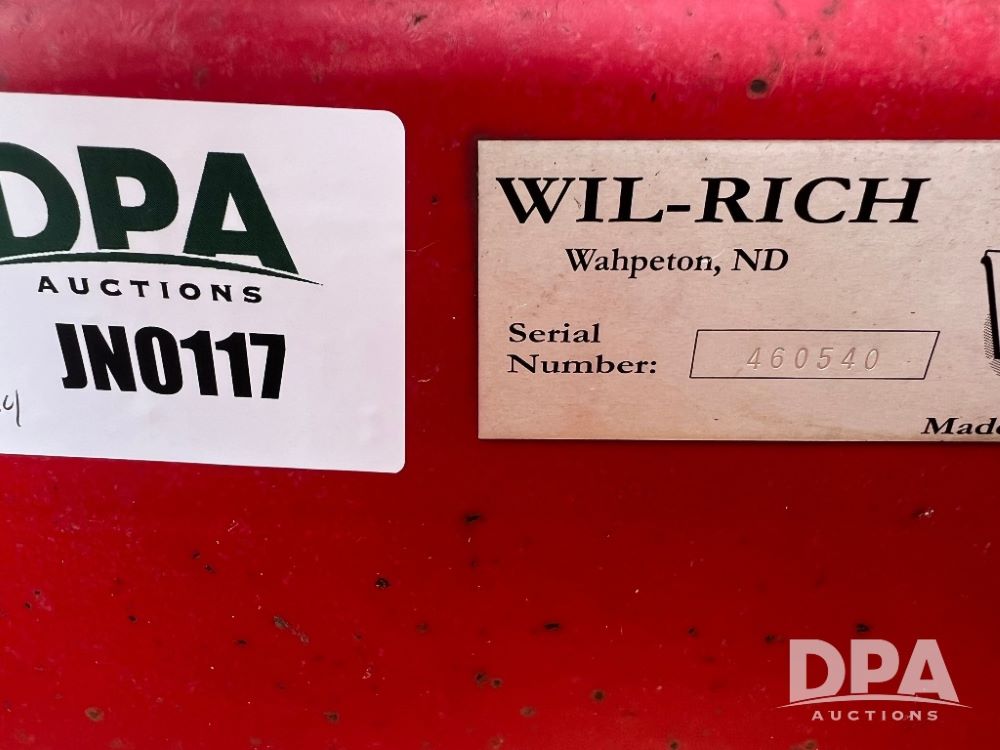 DPA
AUCTIONS
JN0117
WIL-RICH
Wahpeton, ND
Serial
Number: 460540
Made
DPA
AUCTIONS